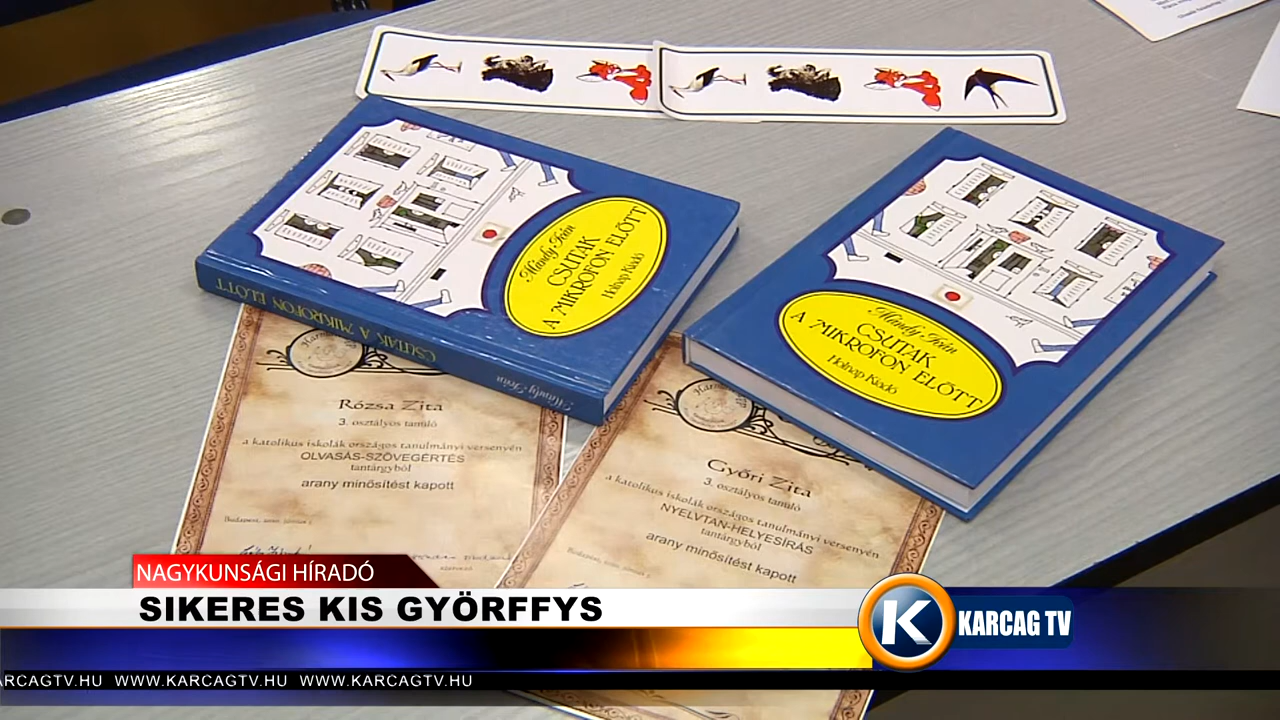 Mándy Iván
CSUTAK
A MIKROFON ELŐTT
Holnap Kiadó
Mándy Iván
CSUTAK A MIKROFON ELŐTT
Mándy Iván
CSUTAK
A MIKROFON ELŐTT
Holnap Kiadó
Rózsa Zita
3. osztályos tanuló
a katolikus iskolák országos tanulmányi versenyén
OLVASÁS-SZÖVEGÉRTÉS
tantárgyból
arany minősítést kapott
Győri Zita
3. osztályos tanuló
a katolikus iskolák országos tanulmányi versenyén
NYELVTAN-HELYESÍRÁS
tantárgyból
arany minősítést kapott
NAGYKUNSÁGI HÍRADÓ
SIKERES KIS GYÖRFFYS
K KARCAG TV
ARCAGTV.HU WWW.KARCAGTV.HU WWW.KARCAGTV.HU